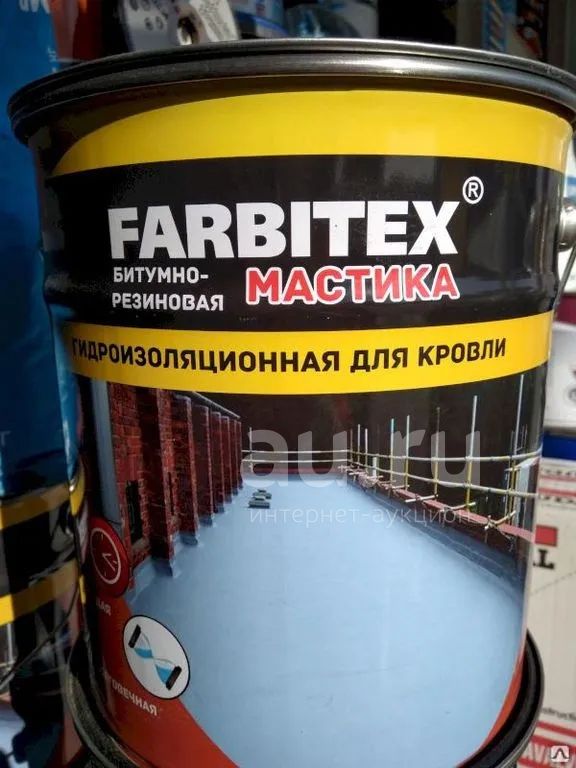 FARBITEX®
БИТУМНО-
РЕЗИНОВАЯ
МАСТИКА
ГИДРОИЗОЛЯЦИОННАЯ ДЛЯ КРОВЛИ
au.ru
интернет-аукцион